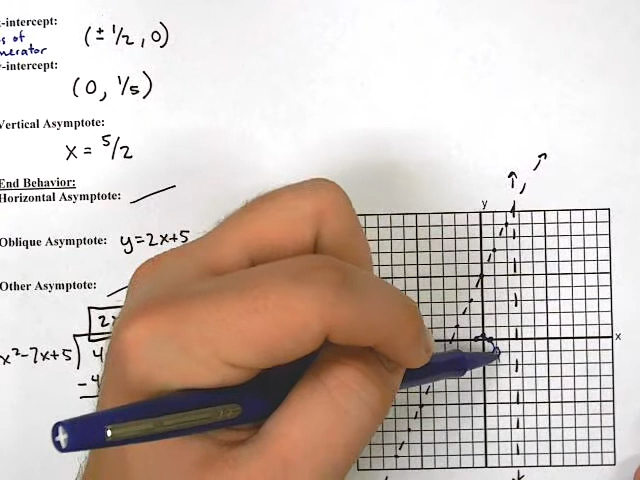 -intercept:
s of
nerator
(± 1/2, 0)
-intercept:
(0, 1/5)
Vertical Asymptote:
x = 5/2
End Behavior:
Horizontal Asymptote:
Oblique Asymptote: y=2x+5
Other Asymptote:
y
x
x²-7x+5